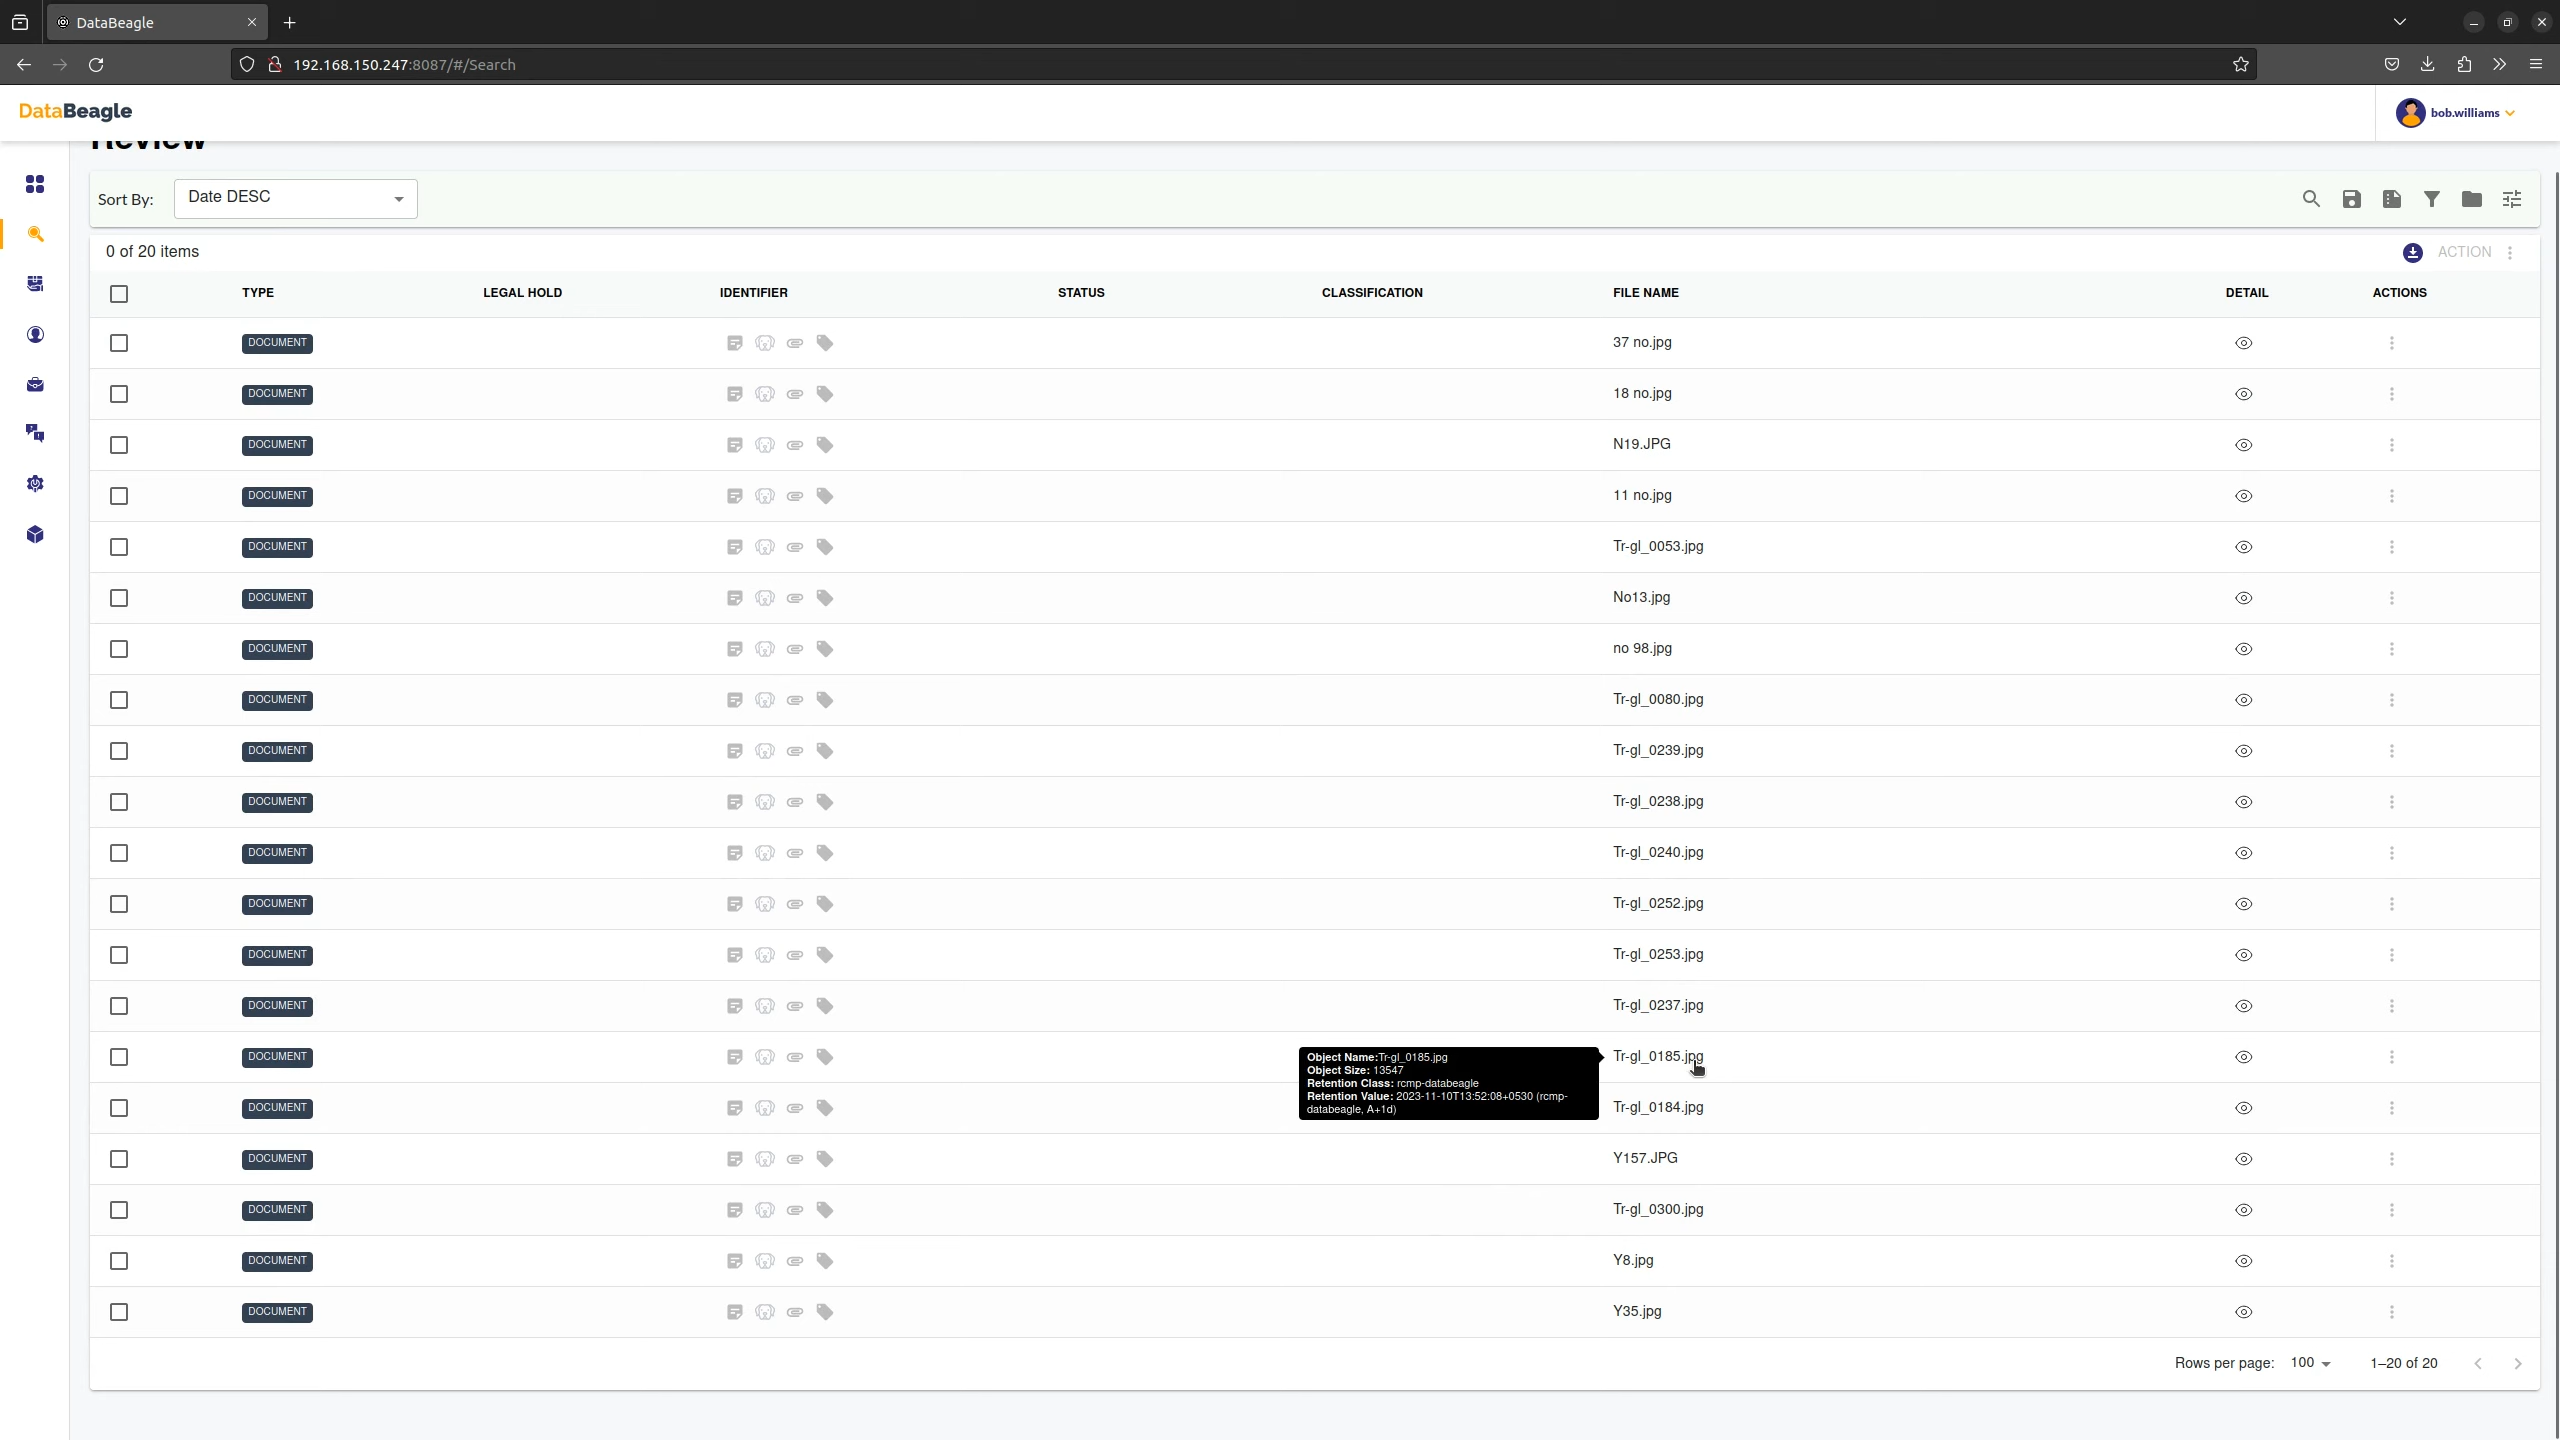 DataBeagle
192.168.150.247:8087/#/Search
DataBeagle
bob.williams
Review
Sort By: Date DESC
0 of 20 items ACTION
TYPE LEGAL HOLD IDENTIFIER STATUS CLASSIFICATION FILE NAME DETAIL ACTIONS
DOCUMENT 37 no.jpg
DOCUMENT 18 no.jpg
DOCUMENT N19.JPG
DOCUMENT 11 no.jpg
DOCUMENT Tr-gl_0053.jpg
DOCUMENT No13.jpg
DOCUMENT no 98.jpg
DOCUMENT Tr-gl_0080.jpg
DOCUMENT Tr-gl_0239.jpg
DOCUMENT Tr-gl_0238.jpg
DOCUMENT Tr-gl_0240.jpg
DOCUMENT Tr-gl_0252.jpg
DOCUMENT Tr-gl_0253.jpg
DOCUMENT Tr-gl_0237.jpg
DOCUMENT Tr-gl_0185.jpg
Object Name:Tr-gl_0185.jpg
Object Size: 13547
Retention Class: rcmp-databeagle
Retention Value: 2023-11-10T13:52:08+0530 (rcmp-
databeagle, A+1d)
DOCUMENT Tr-gl_0184.jpg
DOCUMENT Y157.JPG
DOCUMENT Tr-gl_0300.jpg
DOCUMENT Y8.jpg
DOCUMENT Y35.jpg
Rows per page: 100 1–20 of 20